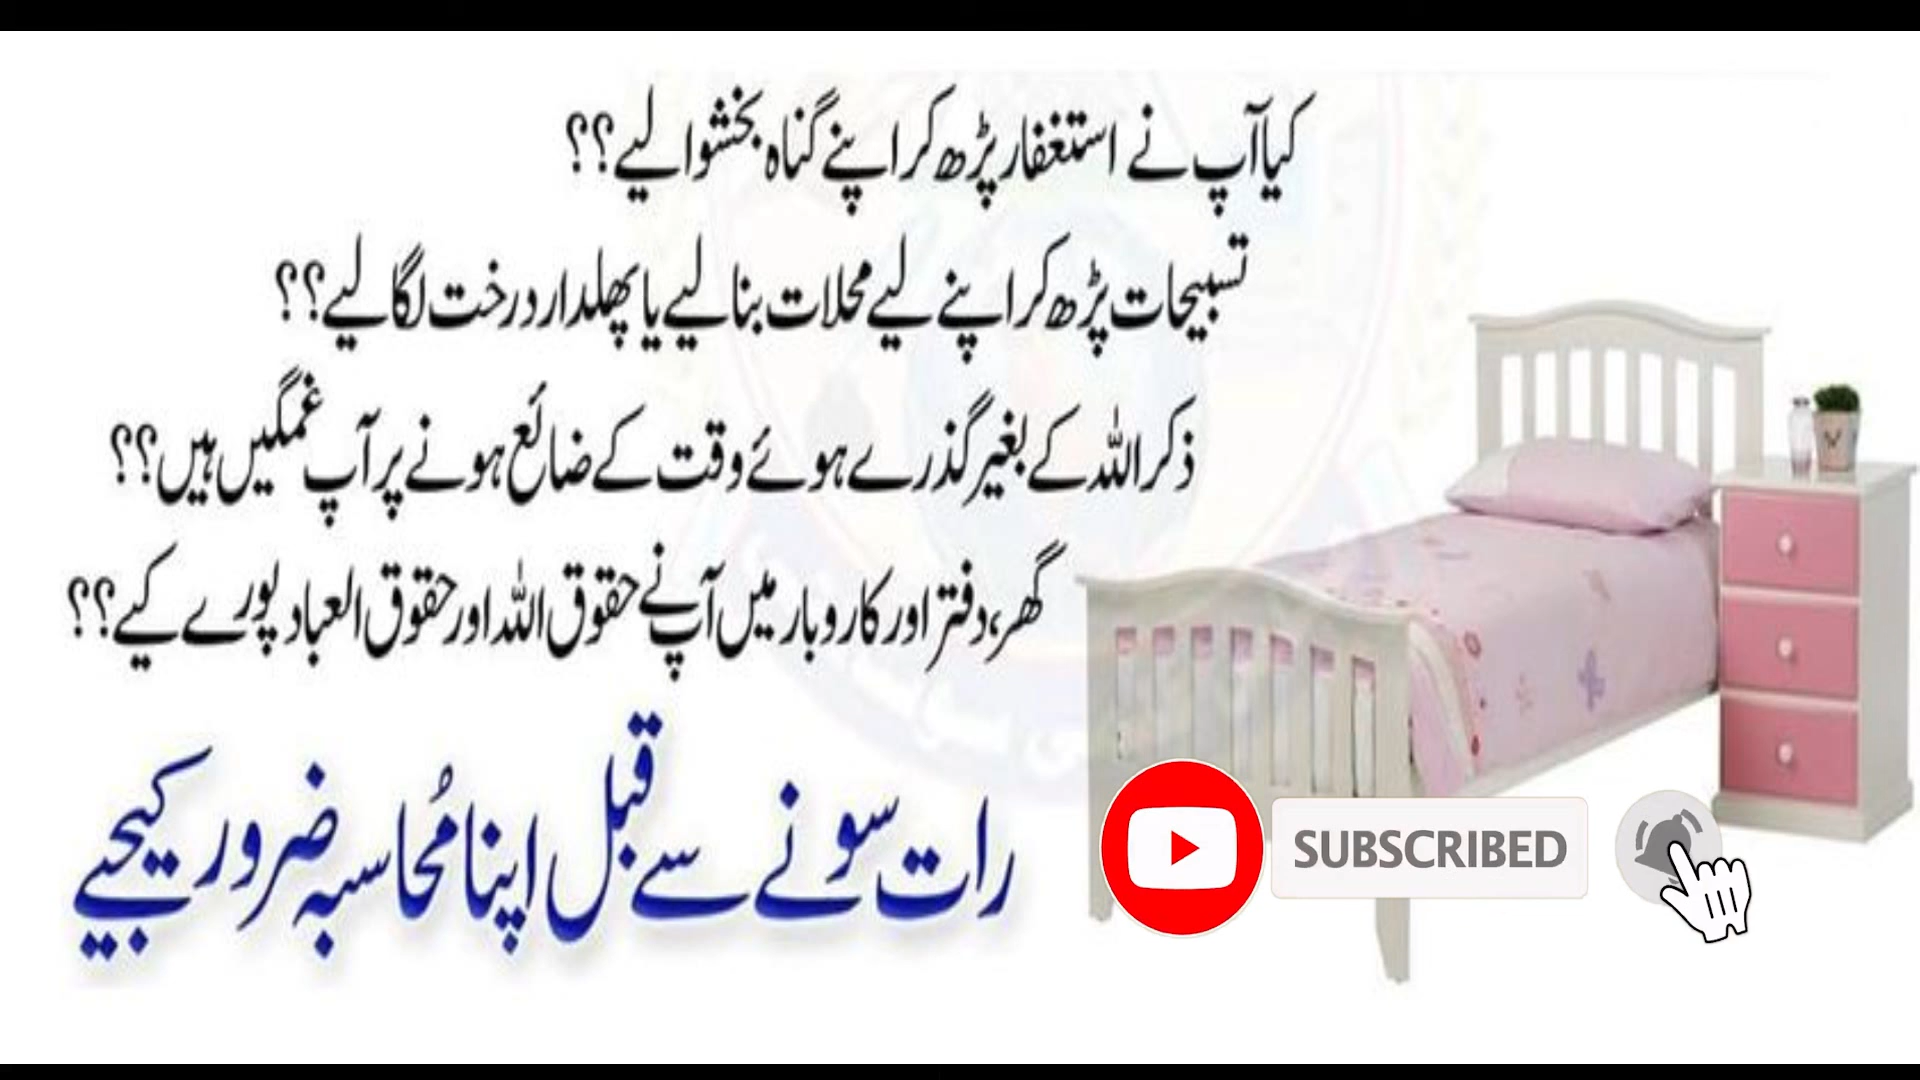 کیا آپ نے استغفار پڑھ کر اپنے گناہ بخشوا لیے؟؟
تسبیحات پڑھ کر اپنے لیے محلات بنا لیے یا پھلدار درخت لگا لیے؟؟
ذکر اللہ کے بغیر گذرے ہوئے وقت کے ضائع ہونے پر آپ غمگیں ہیں؟؟
گھر، دفتر اور کاروبار میں آپ نے حقوق اللہ اور حقوق العباد پورے کیے؟؟
رات سونے سے قبل اپنا مُحاسبہ ضرور کیجیے
SUBSCRIBED